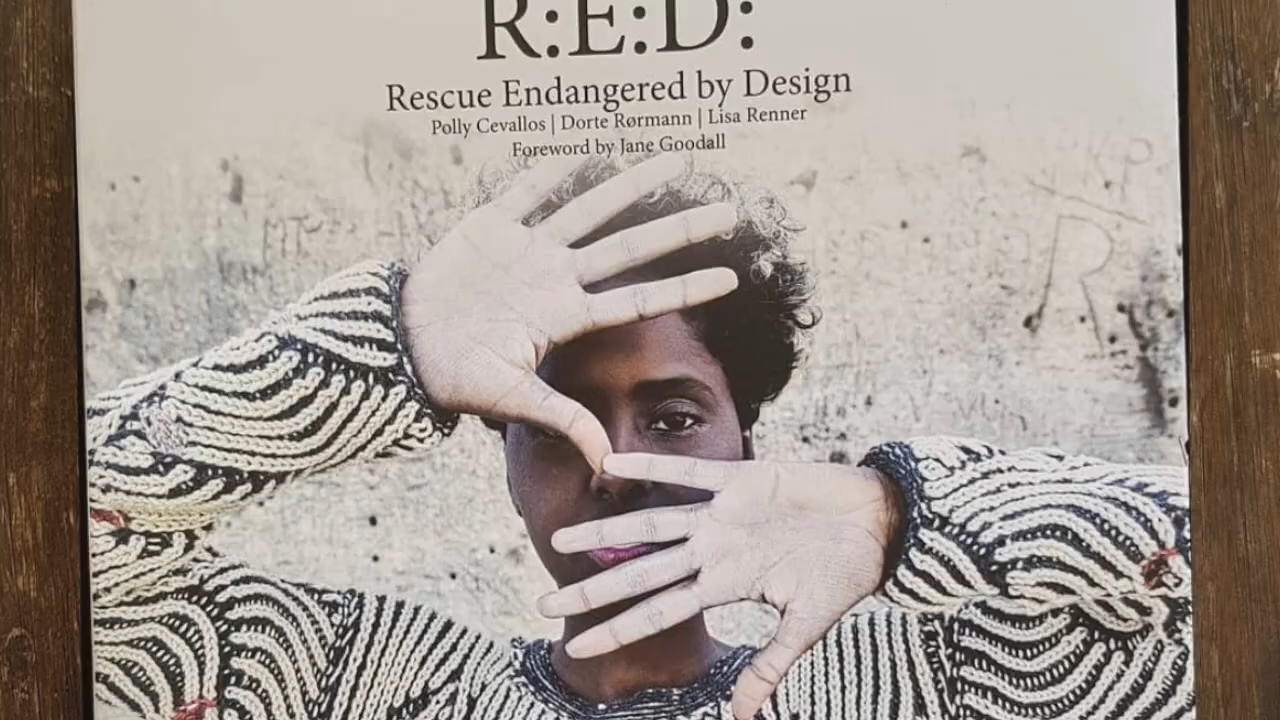 R:E:D:
Rescue Endangered by Design
Polly Cevallos | Dorte Rørmann | Lisa Renner
Foreword by Jane Goodall
R